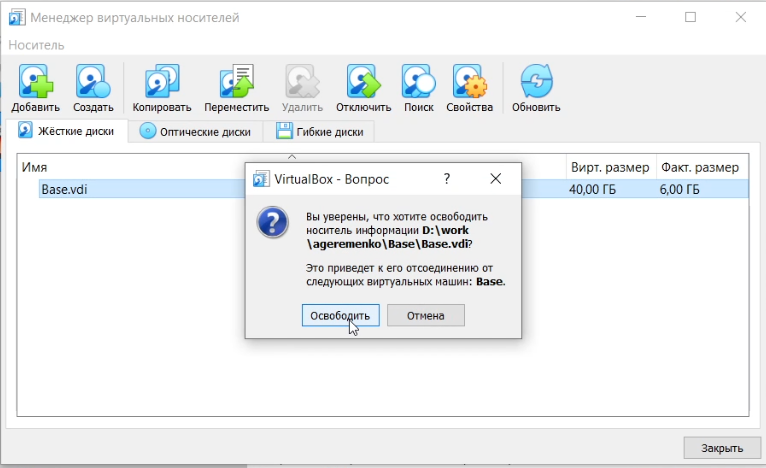 Менеджер виртуальных носителей
Носитель
Добавить Создать Копировать Переместить Удалить Отключить Поиск Свойства Обновить
Жёсткие диски Оптические диски Гибкие диски
Имя Вирт. размер Факт. размер
Base.vdi 40,00 ГБ 6,00 ГБ
VirtualBox - Вопрос
Вы уверены, что хотите освободить
носитель информации D:\work
\ageremenko\Base\Base.vdi?
Это приведет к его отсоединению от
следующих виртуальных машин: Base.
Освободить Отмена
Закрыть